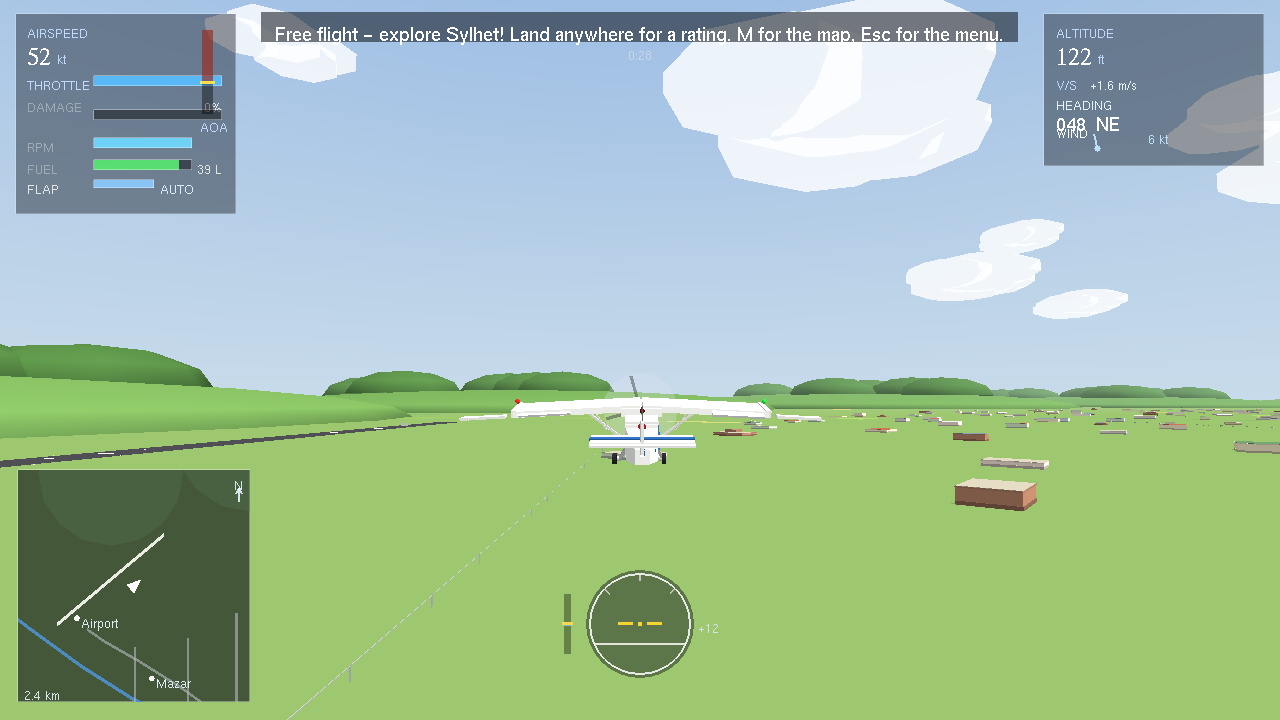 Free flight – explore Sylhet! Land anywhere for a rating. M for the map, Esc for the menu.
0:28
AIRSPEED
52 kt
THROTTLE
DAMAGE 0%
AOA
RPM
FUEL 39 L
FLAP AUTO
ALTITUDE
122 ft
V/S +1.6 m/s
HEADING
048 NE
WIND 6 kt
N
Airport
Mazar
2.4 km
+12